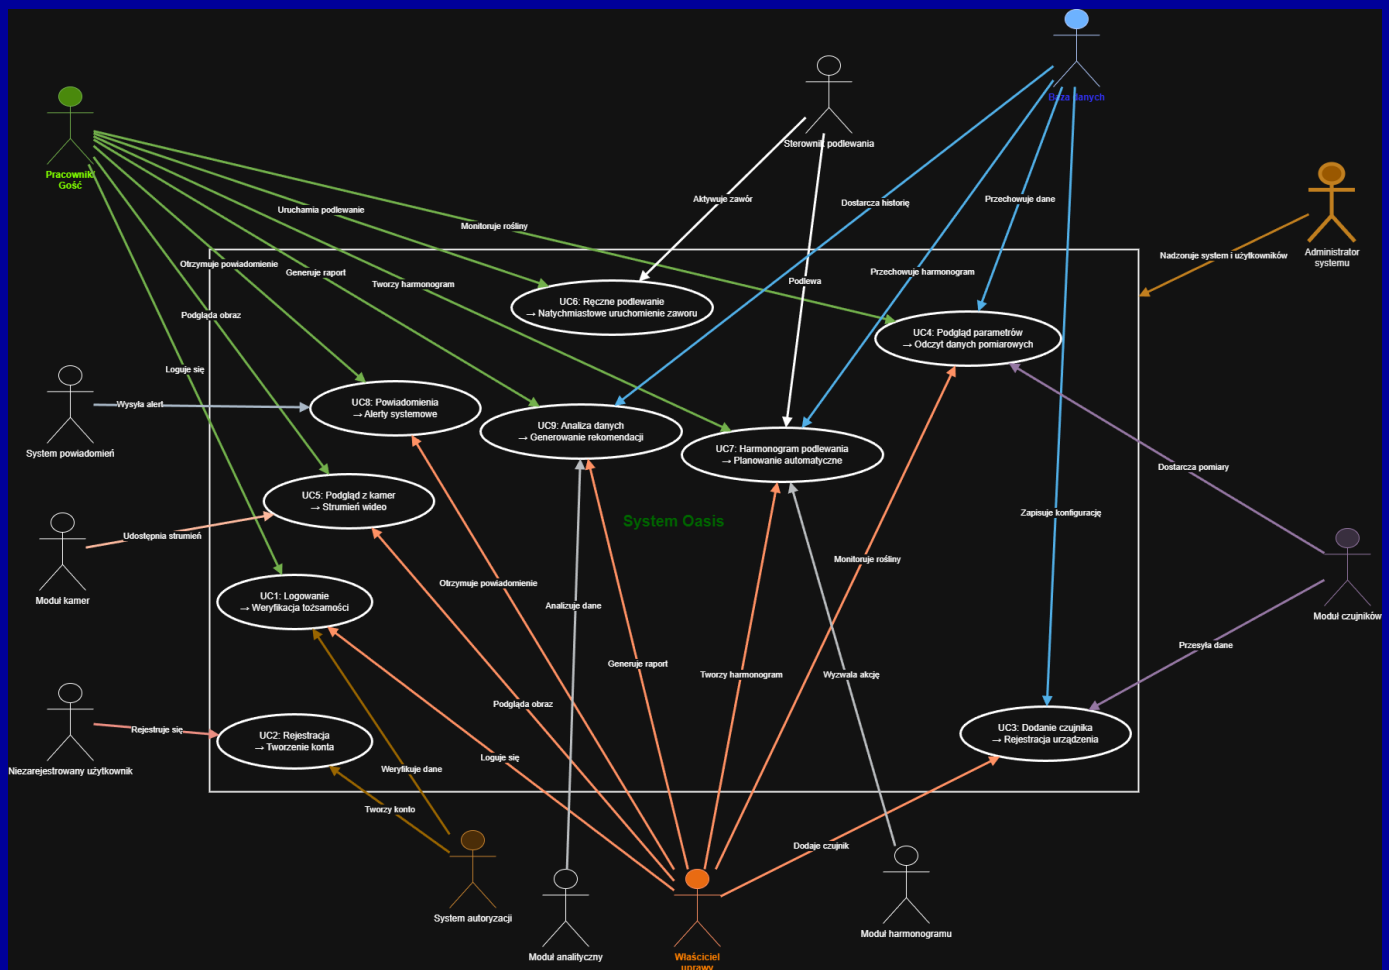 Baza danych
Sterownik podlewania
Pracownik/
Gość
Aktywuje zawór
Dostarcza historię
Przechowuje dane
Uruchamia podlewanie
Monitoruje rośliny
Nadzoruje system i użytkowników
Administrator
systemu
Otrzymuje powiadomienie
Generuje raport
Tworzy harmonogram
Przechowuje harmonogram
Podlewa
Podgląda obraz
Loguje się
UC6: Ręczne podlewanie
→ Natychmiastowe uruchomienie zaworu
UC4: Podgląd parametrów
→ Odczyt danych pomiarowych
Wysyła alert
UC8: Powiadomienia
→ Alerty systemowe
UC9: Analiza danych
→ Generowanie rekomendacji
UC7: Harmonogram podlewania
→ Planowanie automatyczne
System powiadomień
Dostarcza pomiary
UC5: Podgląd z kamer
→ Strumień wideo
System Oasis
Zapisuje konfigurację
Udostępnia strumień
Monitoruje rośliny
Otrzymuje powiadomienie
Moduł kamer
UC1: Logowanie
→ Weryfikacja tożsamości
Analizuje dane
Moduł czujników
Przesyła dane
Generuje raport
Tworzy harmonogram
Wyzwala akcję
Podgląda obraz
Rejestruje się
UC2: Rejestracja
→ Tworzenie konta
UC3: Dodanie czujnika
→ Rejestracja urządzenia
Loguje się
Weryfikuje dane
Niezarejestrowany użytkownik
Tworzy konto
Dodaje czujnik
System autoryzacji
Moduł harmonogramu
Moduł analityczny
Właściciel
uprawy